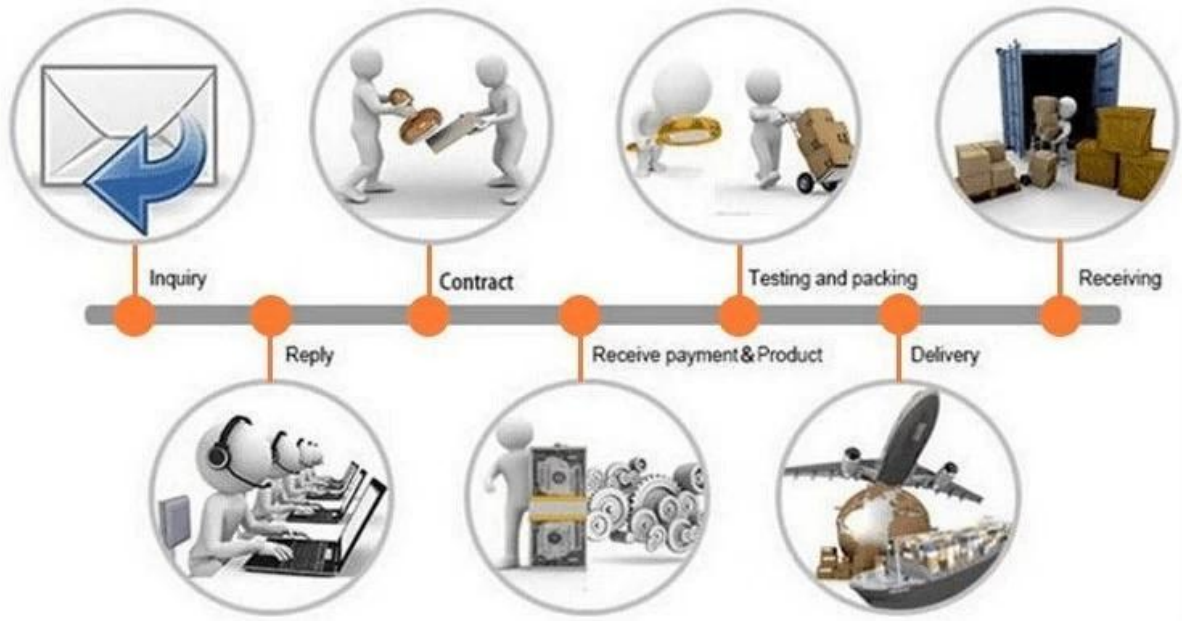 Inquiry
Contract
Testing and packing
Receiving
Reply
Receive payment & Product
Delivery